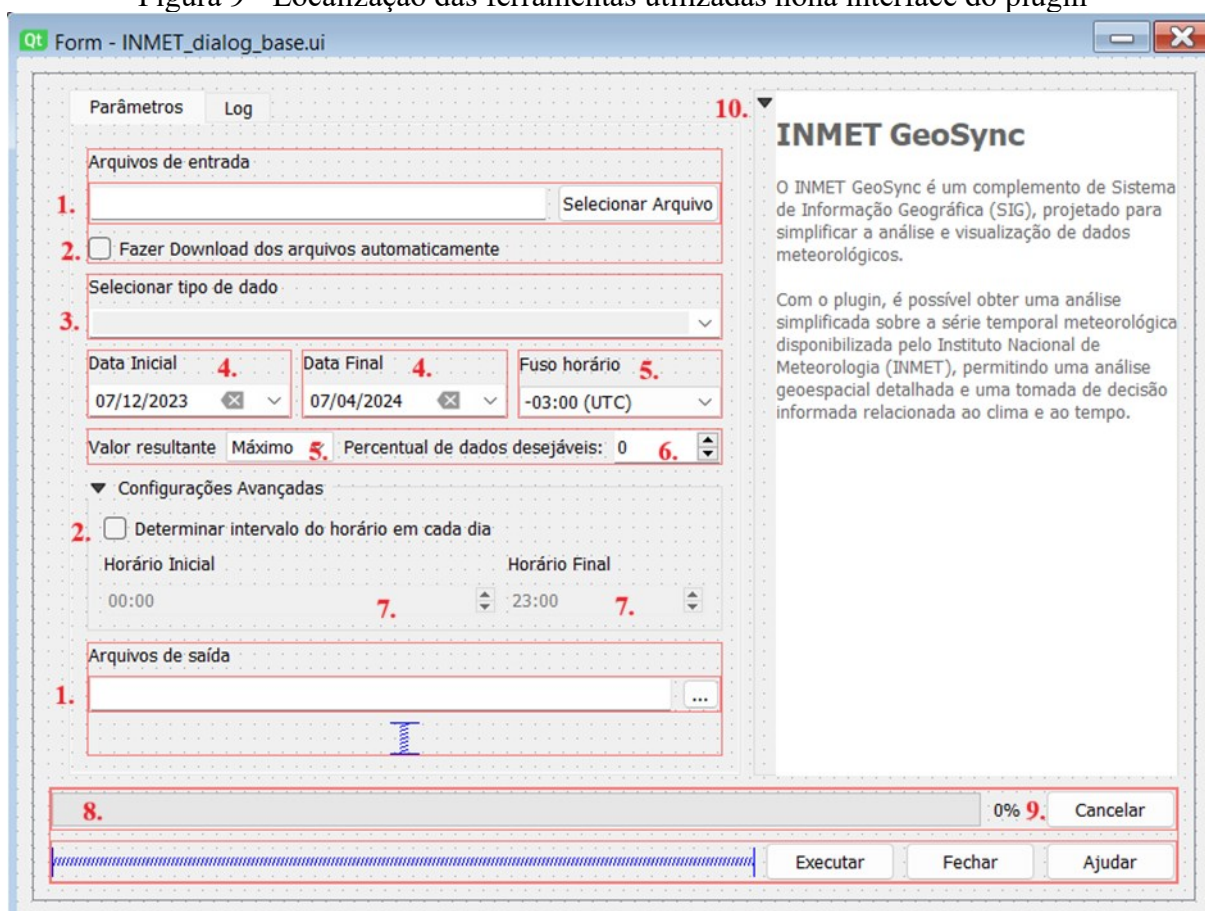 Figura 9 - Localização das ferramentas utilizadas nona interface do plugin
Qt Form - INMET_dialog_base.ui
Parâmetros Log
10.
Arquivos de entrada
1. Selecionar Arquivo
2. Fazer Download dos arquivos automaticamente
Selecionar tipo de dado
3.
Data Inicial 4. Data Final 4. Fuso horário 5.
07/12/2023 07/04/2024 -03:00 (UTC)
Valor resultante Máximo 5. Percentual de dados desejáveis: 0 6.
Configurações Avançadas
2. Determinar intervalo do horário em cada dia
Horário Inicial Horário Final
00:00 7. 23:00 7.
Arquivos de saída
1. ...
INMET GeoSync
O INMET GeoSync é um complemento de Sistema
de Informação Geográfica (SIG), projetado para
simplificar a análise e visualização de dados
meteorológicos.
Com o plugin, é possível obter uma análise
simplificada sobre a série temporal meteorológica
disponibilizada pelo Instituto Nacional de
Meteorologia (INMET), permitindo uma análise
geoespacial detalhada e uma tomada de decisão
informada relacionada ao clima e ao tempo.
8. 0% 9. Cancelar
Executar Fechar Ajudar